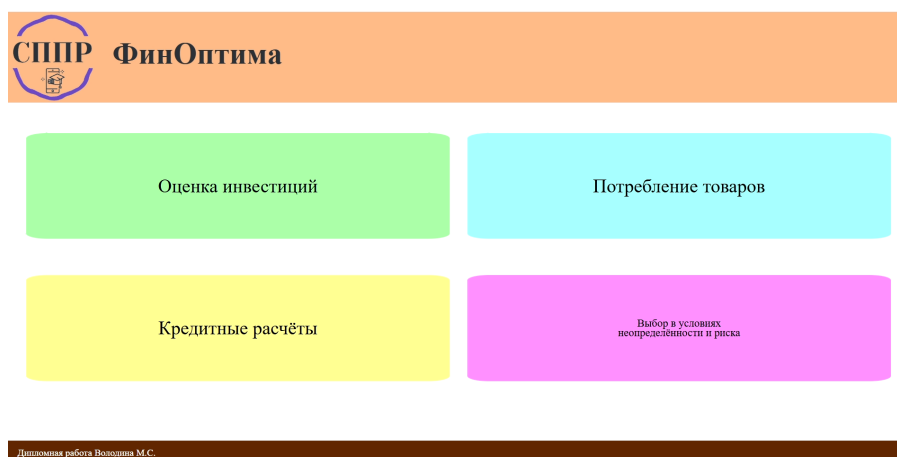 СППР
ФинОптима
Оценка инвестиций
Потребление товаров
Кредитные расчёты
Выбор в условиях
неопределённости и риска
Дипломная работа Володина М.С.